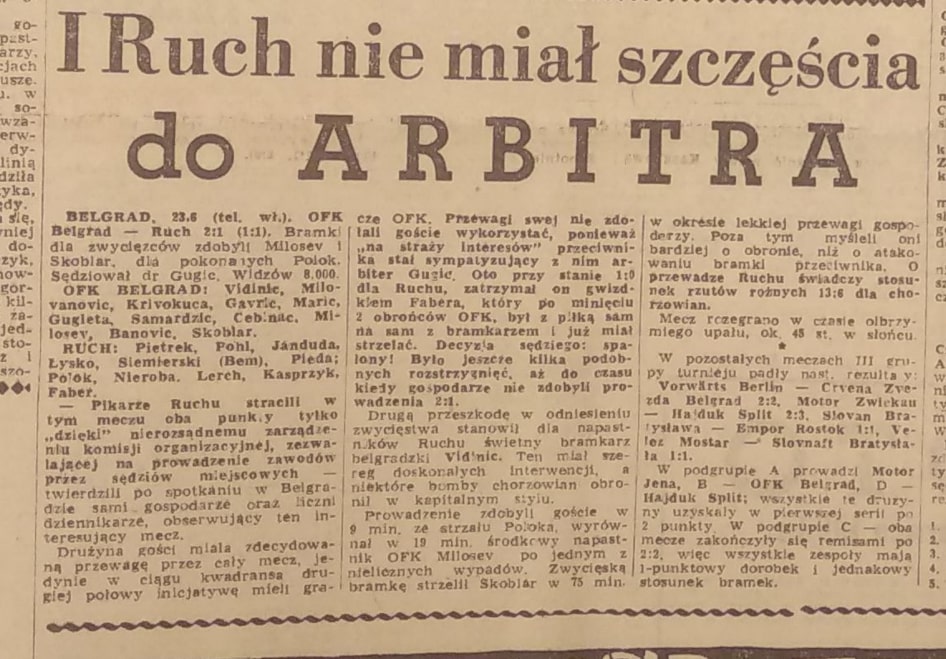 I Ruch nie miał szczęścia
do ARBITRA
BELGRAD, 23.6 (tel. wł.). OFK
Belgrad — Ruch 2:1 (1:1). Bramki
dla zwycięzców zdobyli Milosev i
Skoblar, dla pokonanych Polok.
Sędziował dr Gugic. Widzów 8.000.
OFK BELGRAD: Vidinic, Milo-
vanovic, Krivokuca, Gavric, Maric,
Gugleta, Samardzic, Cebinac, Mi-
losev, Banovic, Skoblar.
RUCH: Pietrek, Pohl, Janduda,
Łysko, Siemierski (Bem), Pieda;
Polok, Nieroba, Lerch, Kasprzyk,
Faber.
— Piłkarze Ruchu stracili w
tym meczu oba punkty tylko
„dzięki” nierozsądnemu zarządze-
niu komisji organizacyjnej, zezwa-
lającej na prowadzenie zawodów
przez sędziów miejscowych —
twierdzili po spotkaniu w Belgra-
dzie sami gospodarze oraz liczni
dziennikarze, obserwujący ten in-
teresujący mecz.
Drużyna gości miała zdecydowa-
ną przewagę przez cały mecz, je-
dynie w ciągu kwadransa dru-
giej połowy inicjatywę mieli gra-
cze OFK. Przewagi swej nie zdo-
łali goście wykorzystać, ponieważ
„na straży interesów” przeciwni-
ka stał sympatyzujący z nim ar-
biter Gugic. Oto przy stanie 1:0
dla Ruchu, zatrzymał on gwizd-
kiem Fabera, który po minięciu
2 obrońców OFK, był z piłką sam
na sam z bramkarzem i już miał
strzelać. Decyzja sędziego: spa-
lony! Było jeszcze kilka podob-
nych rozstrzygnięć, aż do czasu
kiedy gospodarze nie zdobyli pro-
wadzenia 2:1.
Drugą przeszkodę w odniesieniu
zwycięstwa stanowił dla napast-
ników Ruchu świetny bramkarz
belgradzki Vidinic. Ten miał sze-
reg doskonałych interwencji, a
niektóre bomby chorzowian obro-
nił w kapitalnym stylu.
Prowadzenie zdobyli goście w
9 min. ze strzału Poloka, wyrów-
nał w 19 min. środkowy napast-
nik OFK Milosev po jednym z
nielicznych wypadów. Zwycięską
bramkę strzelił Skoblar w 75 min.
w okresie lekkiej przewagi gospo-
derzy. Poza tym myśleli oni
bardziej o obronie, niż o atako-
waniu bramki przeciwnika. O
przewadze Ruchu świadczy stosu-
nek rzutów rożnych 13:6 dla cho-
rzowian.
Mecz rozegrano w czasie olbrzy-
miego upału, ok. 45 st. w słońcu.
*
W pozostałych meczach III gru-
py turnieju padły nast. rezultaty:
Vorwärts Berlin — Crvena Zve-
zda Belgrad 2:2, Motor Zwickau
— Hajduk Split 2:3, Slovan Bra-
tysława — Empor Rostok 1:1, Ve-
lez Mostar — Slovnaft Bratysła-
ła 1:1.
W podgrupie A prowadzi Motor
Jena, B — OFK Belgrad, D —
Hajduk Split; wszystkie te druży-
ny uzyskały w pierwszej serii po
2 punkty. W podgrupie C — oba
mecze zakończyły się remisami po
2:2, więc wszystkie zespoły mają
1-punktowy dorobek i jednakowy
stosunek bramek.